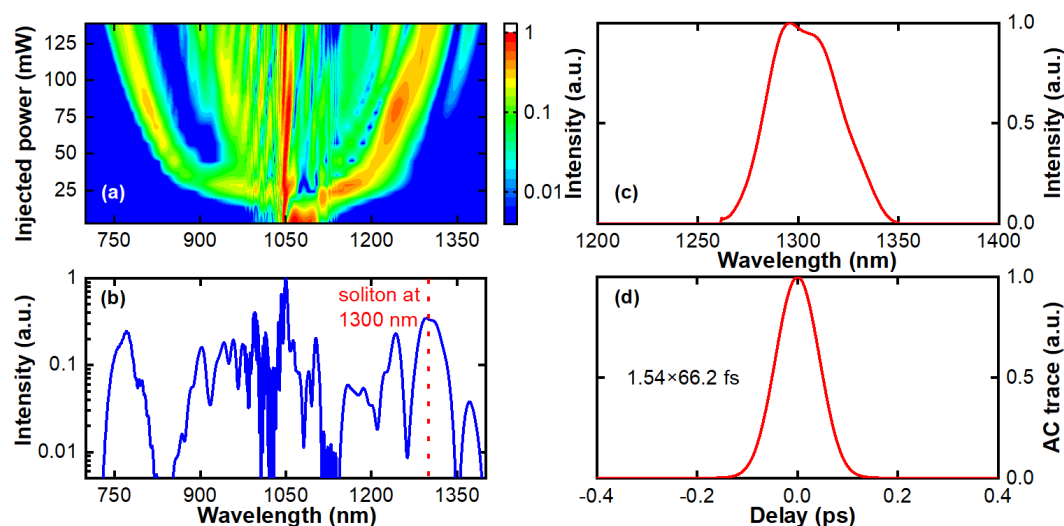 Injected power (mW)
125
100
75
50
25
(a)
750
900
1050
1200
1350
1
0.1
0.01
Intensity (a.u.)
(c)
1.0
0.5
0.0
Intensity (a.u.)
1200
1250
1300
1350
1400
Wavelength (nm)
Intensity (a.u.)
1
0.1
0.01
(b)
soliton at
1300 nm
750
900
1050
1200
1350
Wavelength (nm)
(d)
1.54×66.2 fs
1.0
0.5
0.0
AC trace (a.u.)
-0.4
-0.2
0.0
0.2
0.4
Delay (ps)